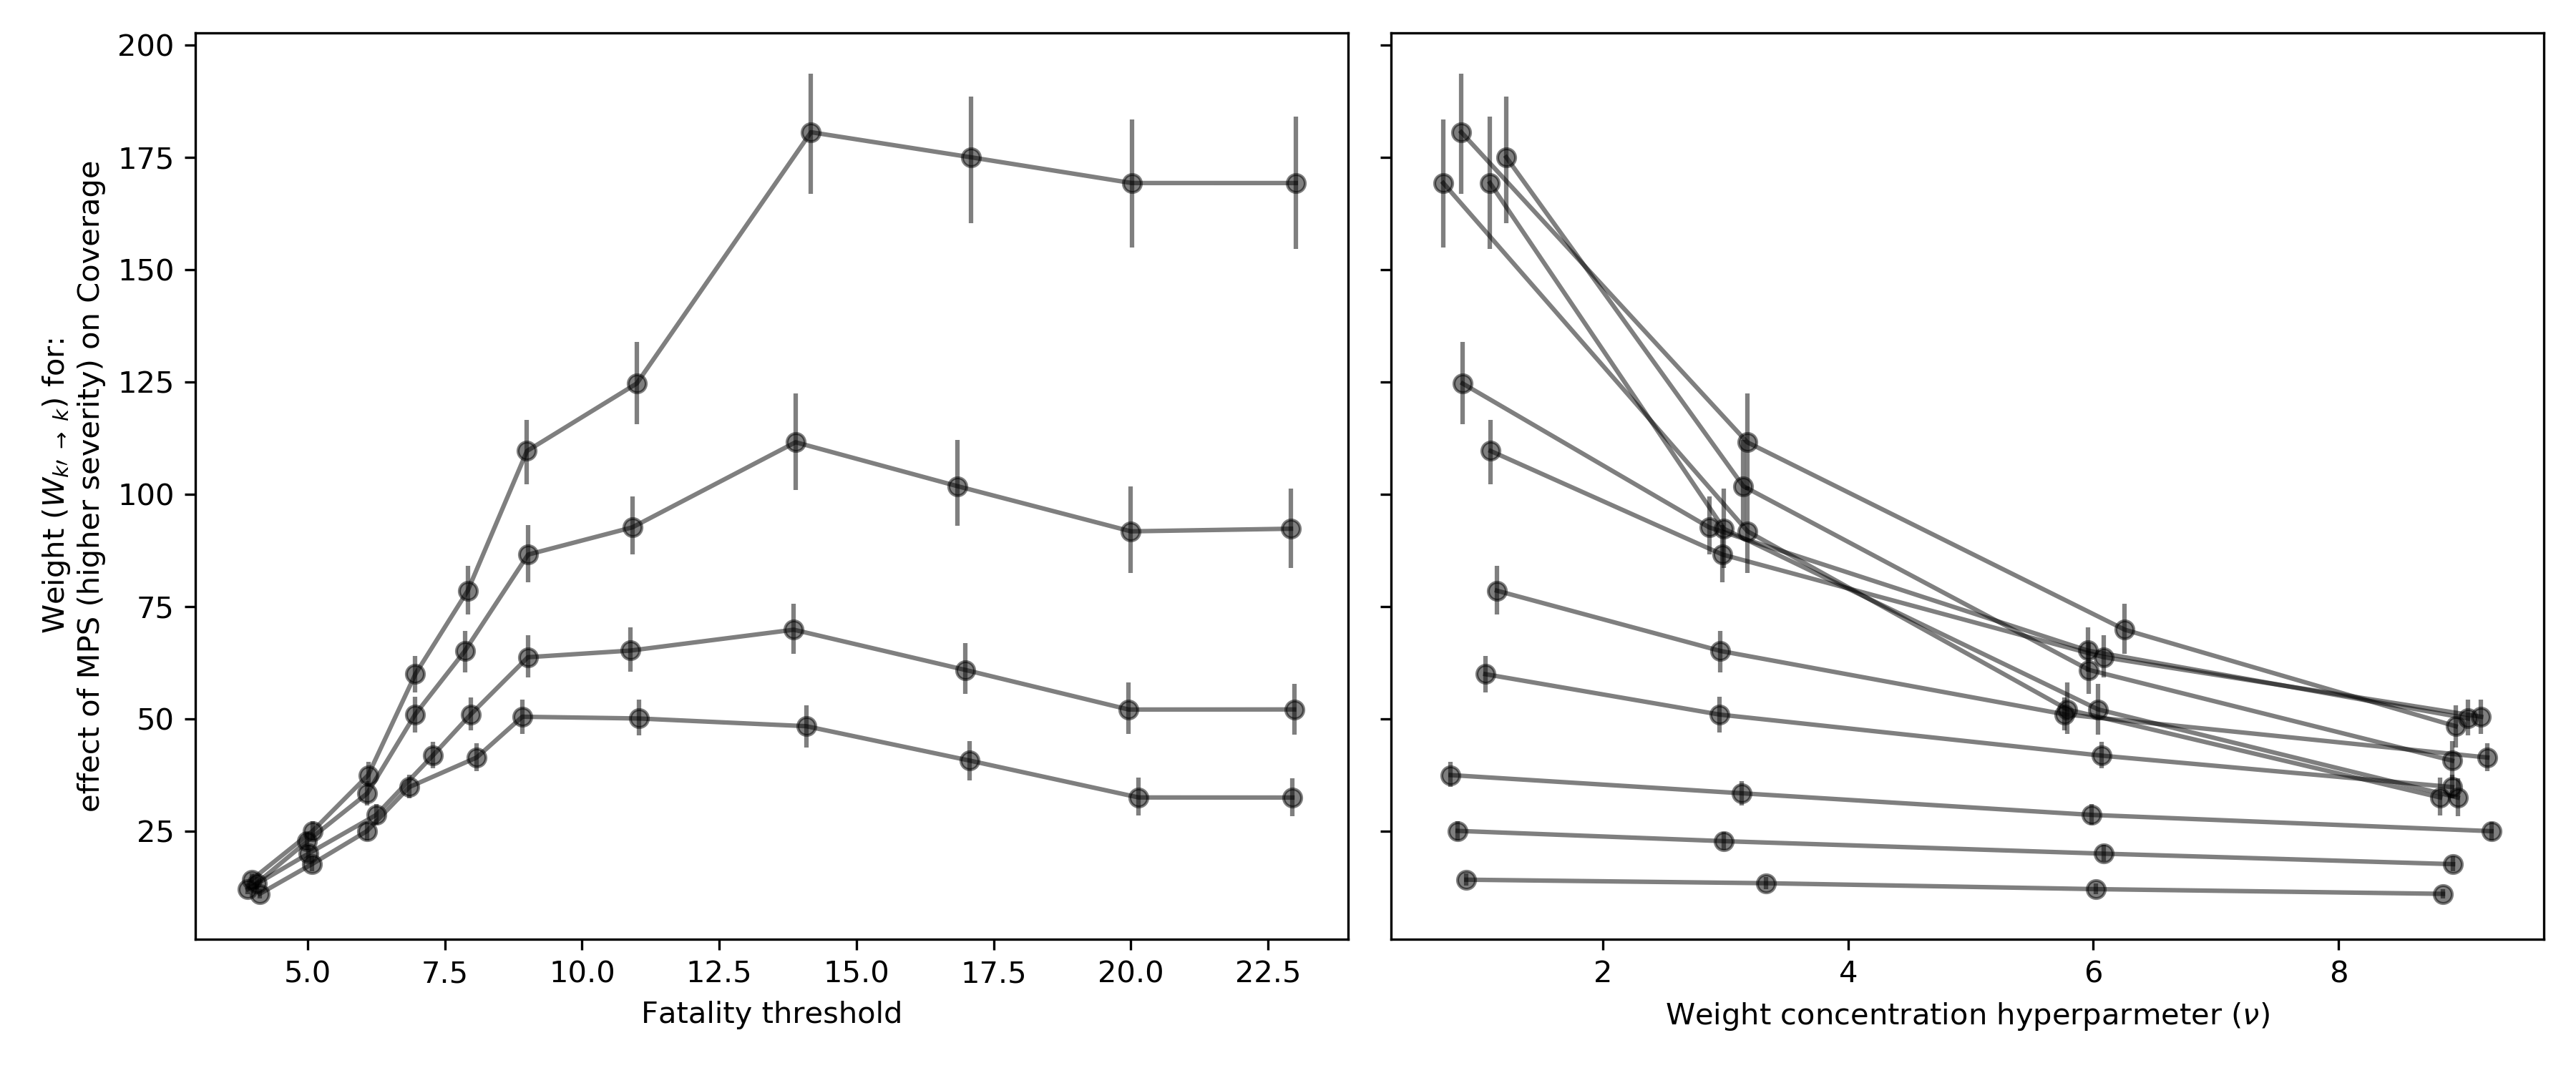 Weight (W_{k′ → k}) for:
effect of MPS (higher severity) on Coverage
200
175
150
125
100
75
50
25
5.0 7.5 10.0 12.5 15.0 17.5 20.0 22.5
Fatality threshold
2 4 6 8
Weight concentration hyperparmeter (ν)